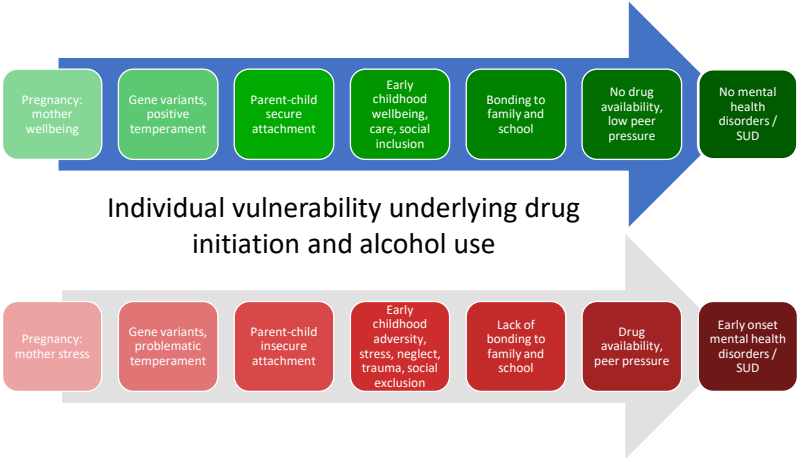 Pregnancy:
mother
wellbeing
Gene variants,
positive
temperament
Parent-child
secure
attachment
Early
childhood
wellbeing,
care, social
inclusion
Bonding to
family and
school
No drug
availability,
low peer
pressure
No mental
health
disorders /
SUD
Individual vulnerability underlying drug
initiation and alcohol use
Pregnancy:
mother stress
Gene variants,
problematic
temperament
Parent-child
insecure
attachment
Early
childhood
adversity,
stress, neglect,
trauma, social
exclusion
Lack of
bonding to
family and
school
Drug
availability,
peer pressure
Early onset
mental health
disorders /
SUD